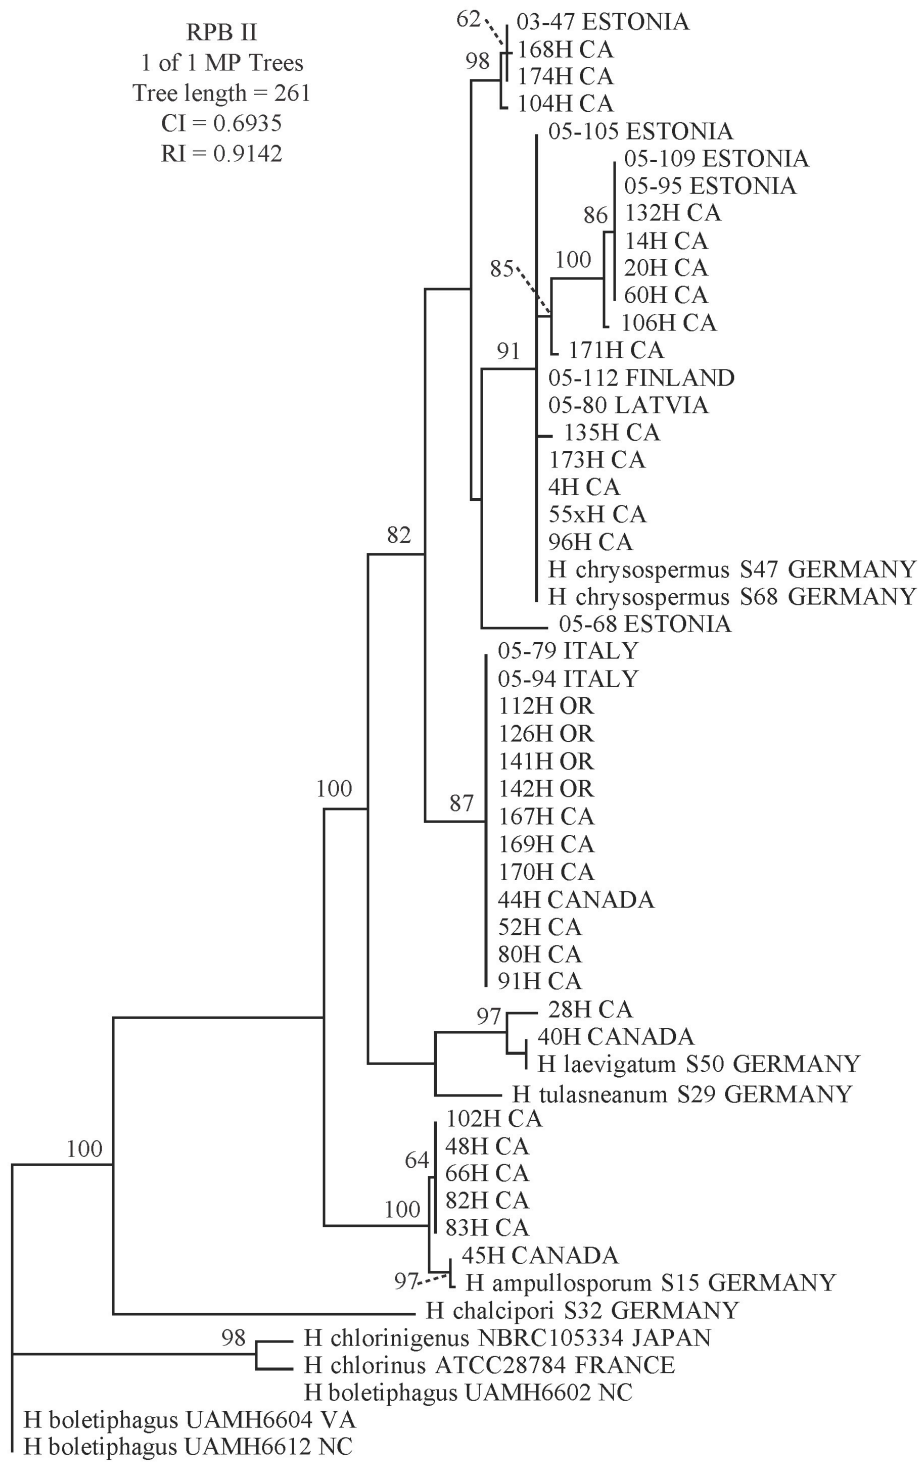 RPB II
1 of 1 MP Trees
Tree length = 261
CI = 0.6935
RI = 0.9142
62
03-47 ESTONIA
168H CA
98
174H CA
104H CA
05-105 ESTONIA
05-109 ESTONIA
05-95 ESTONIA
86
132H CA
14H CA
85
100
20H CA
60H CA
106H CA
91
171H CA
05-112 FINLAND
05-80 LATVIA
135H CA
173H CA
4H CA
55xH CA
82
96H CA
H chrysospermus S47 GERMANY
H chrysospermus S68 GERMANY
05-68 ESTONIA
05-79 ITALY
05-94 ITALY
112H OR
126H OR
141H OR
100
142H OR
87
167H CA
169H CA
170H CA
44H CANADA
52H CA
80H CA
91H CA
97
28H CA
40H CANADA
H laevigatum S50 GERMANY
H tulasneanum S29 GERMANY
102H CA
100
48H CA
64
66H CA
82H CA
100
83H CA
45H CANADA
97
H ampullosporum S15 GERMANY
H chalcipori S32 GERMANY
98
H chlorinigenus NBRC105334 JAPAN
H chlorinus ATCC28784 FRANCE
H boletiphagus UAMH6602 NC
H boletiphagus UAMH6604 VA
H boletiphagus UAMH6612 NC